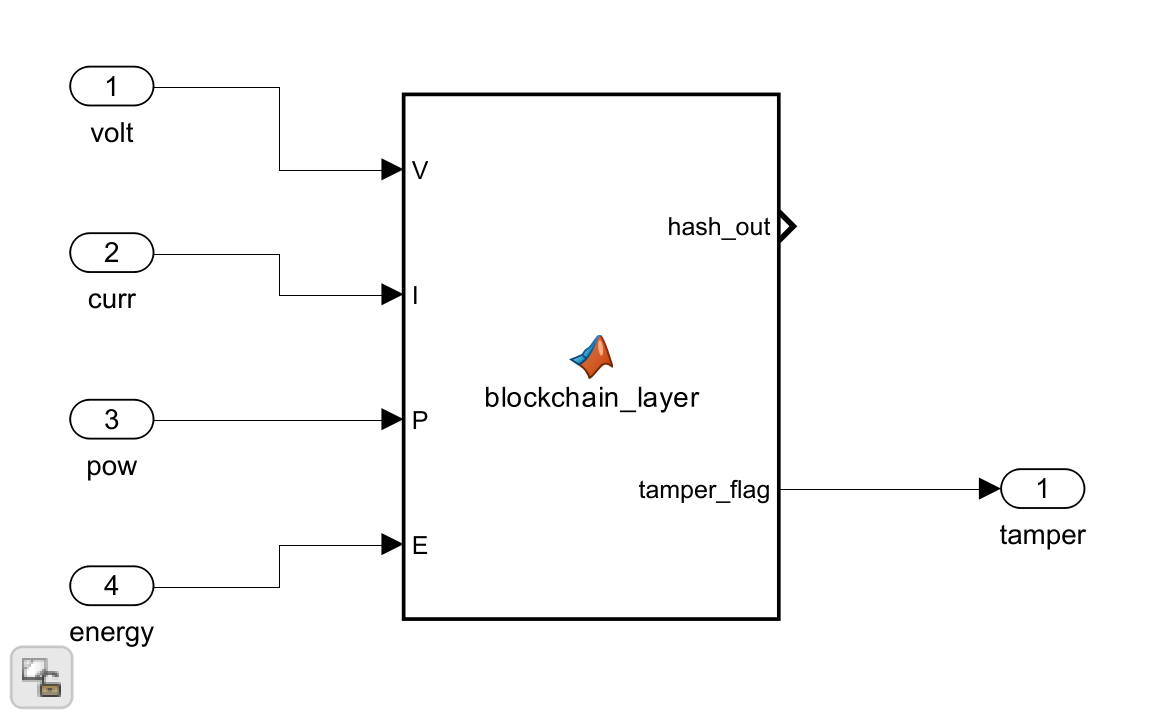 1
volt
V
hash_out
2
curr
I
blockchain_layer
3
pow
P
tamper_flag
1
tamper
E
4
energy